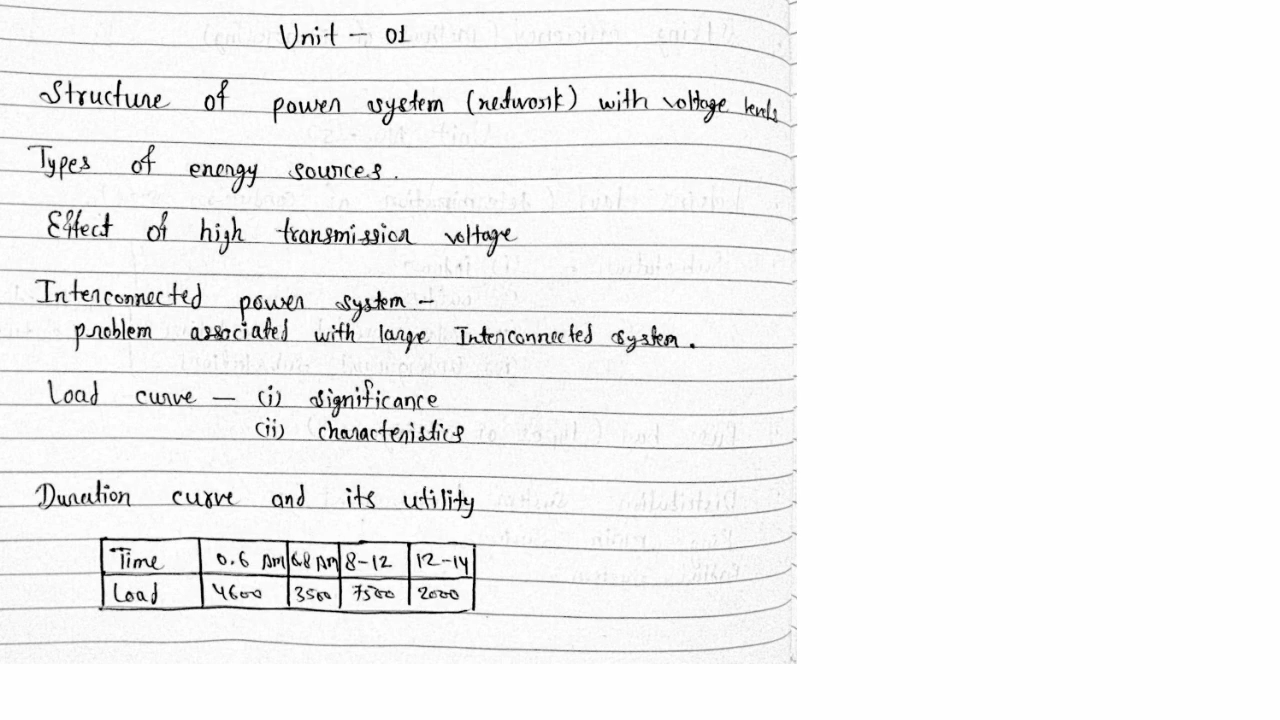 Unit - 01
Structure of power system (network) with voltage levels
Types of energy sources.
Effect of high transmission voltage
Interconnected power system -
problem associated with large Interconnected system.
Load curve - (i) significance
(ii) characteristics
Duration curve and its utility
Time 0.6 AM 68 AM 8-12 12-14
Load 4600 3500 7500 2000